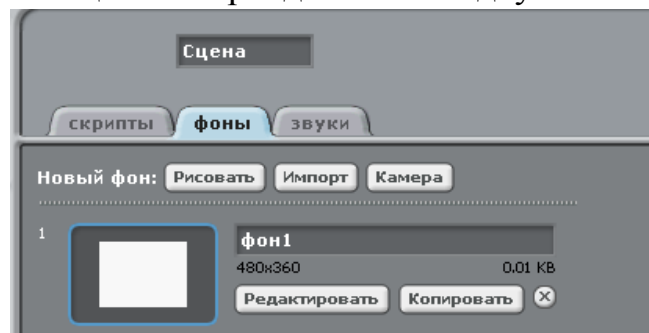 Сцена
скрипты фоны звуки
Новый фон: Рисовать Импорт Камера
1 фон1
480x360 0.01 KB
Редактировать Копировать